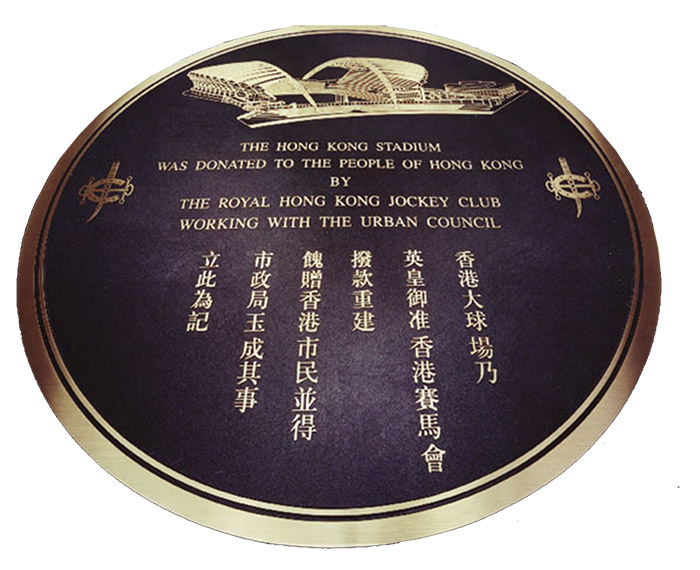 THE HONG KONG STADIUM
WAS DONATED TO THE PEOPLE OF HONG KONG
BY
THE ROYAL HONG KONG JOCKEY CLUB
WORKING WITH THE URBAN COUNCIL
香港大球場乃
英皇御准香港賽馬會
撥款重建
餽贈香港市民並得
市政局玉成其事
立此為記